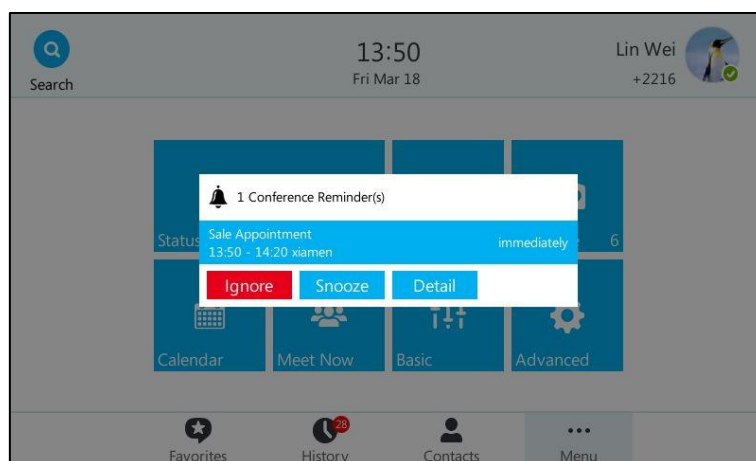 13:50
Lin Wei
Search
Fri Mar 18
+2216
1 Conference Reminder(s)
Status
Sale Appointment
immediately
6
13:50 - 14:20 xiamen
Ignore
Snooze
Detail
Calendar
Meet Now
Basic
Advanced
28
Favorites
History
Contacts
Menu